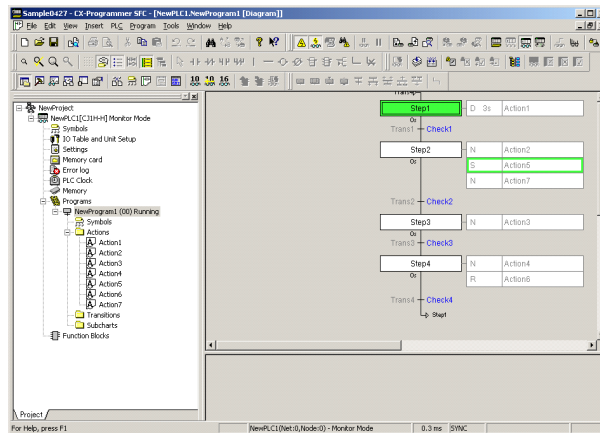 Sample0427 - CX-Programmer SFC - [NewPLC1.NewProgram1 [Diagram]]
File Edit View Insert PLC Program Tools Window Help
10 10 16
NewProject
NewPLC1[CJ1H-H] Monitor Mode
Symbols
IO Table and Unit Setup
Settings
Memory card
Error log
PLC Clock
Memory
Programs
NewProgram1 (00) Running
Symbols
Actions
Action1
Action2
Action3
Action4
Action5
Action6
Action7
Transitions
Subcharts
Function Blocks
Project
Step1 D 3s Action1
0s
Trans1 Check1
Step2 N Action2
0s S Action5
N Action7
Trans2 Check2
Step3 N Action3
0s
Trans3 Check3
Step4 N Action4
0s R Action6
Trans4 Check4
Step1
For Help, press F1 NewPLC1(Net:0,Node:0) - Monitor Mode 0.3 ms SYNC